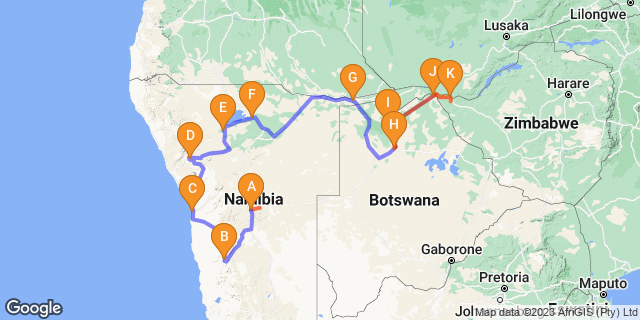 Lusaka
Lilongwe
J
K
G
Harare
I
F
E
H
Zimbabwe
D
A
C
Namibia
Botswana
B
Gaborone
Pretoria
Maputo
Google
Map data ©2023 AfriGIS (Pty) Ltd